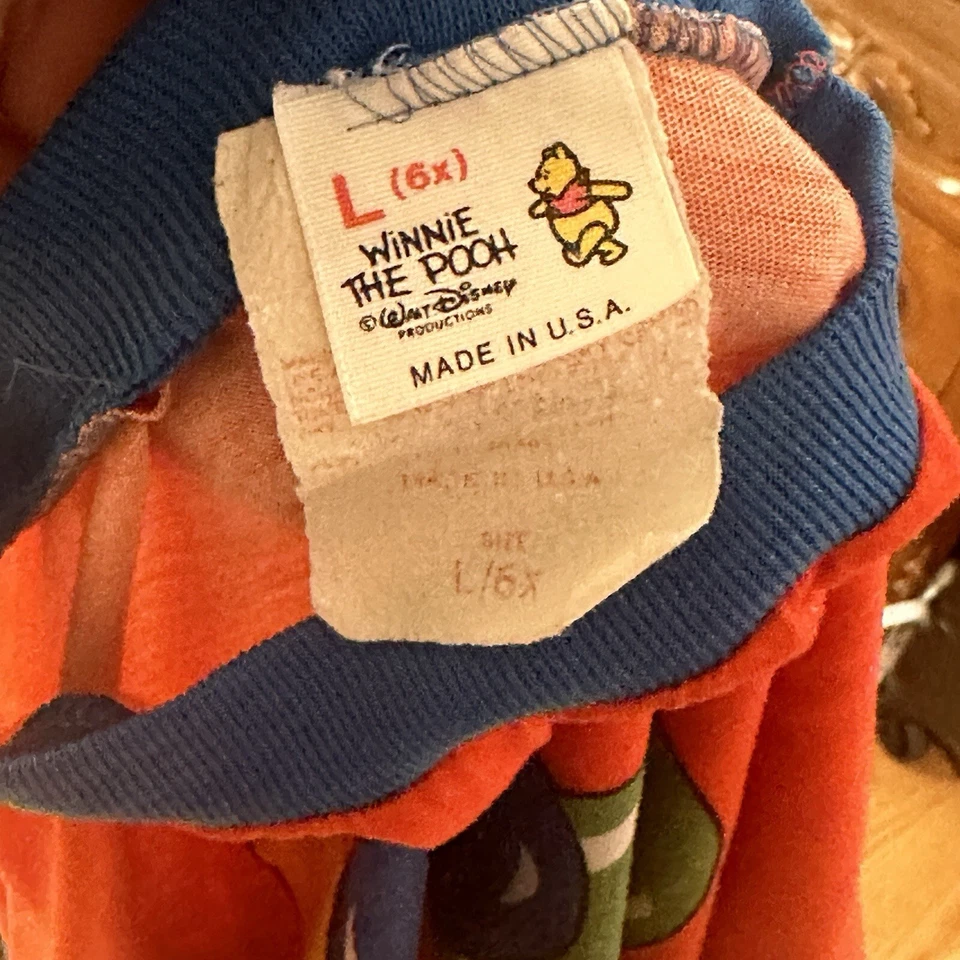 L (6x)
WiNNiE
THE POOH
© WALT DiSNEY
PRODUCTIONS
MADE IN U.S.A.
MADE IN U.S.A.
SIZE
L/6x